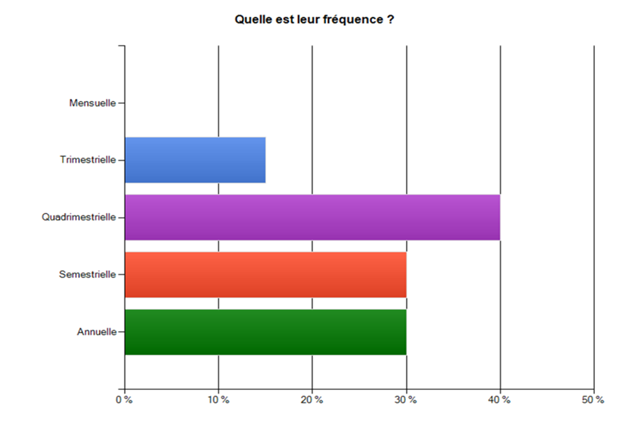 Quelle est leur fréquence ?
Mensuelle
Trimestrielle
Quadrimestrielle
Semestrielle
Annuelle
0 % 10 % 20 % 30 % 40 % 50 %